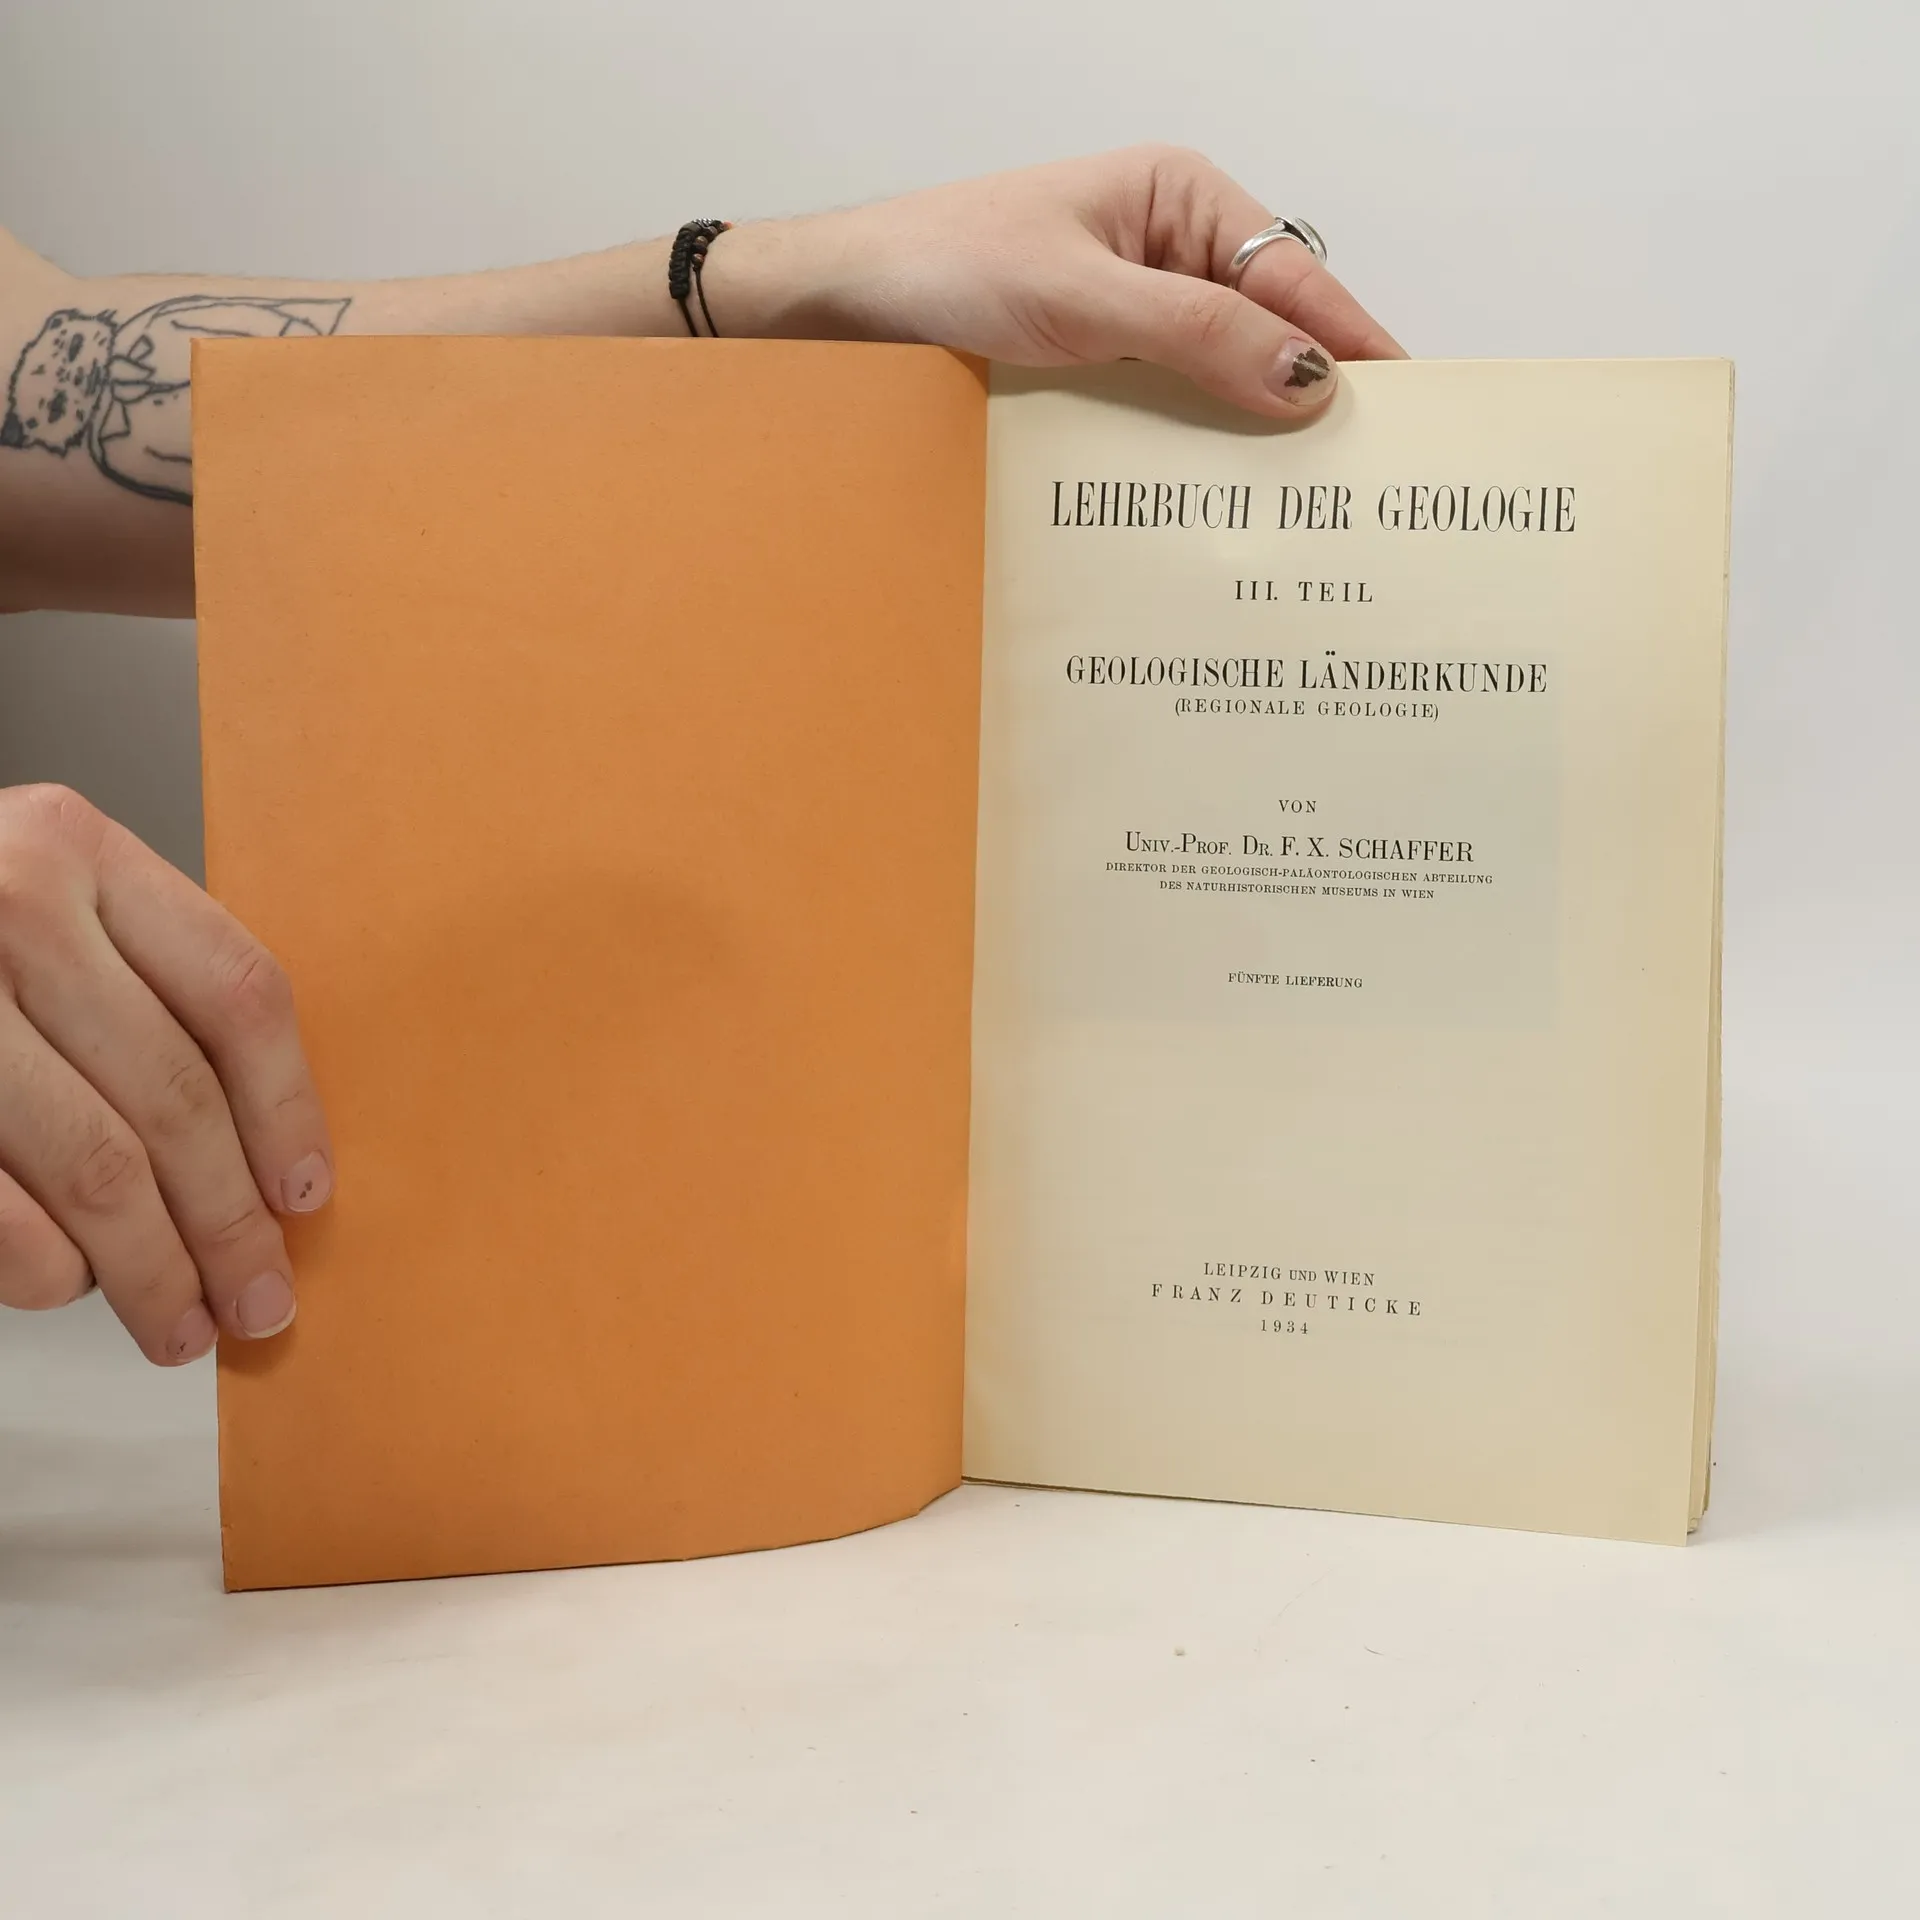 LEHRBUCH DER GEOLOGIE
III. TEIL
GEOLOGISCHE LÄNDERKUNDE
(REGIONALE GEOLOGIE)
VON
UNIV.-PROF. DR. F. X. SCHAFFER
DIREKTOR DER GEOLOGISCH-PALÄONTOLOGISCHEN ABTEILUNG
DES NATURHISTORISCHEN MUSEUMS IN WIEN
FÜNFTE LIEFERUNG
LEIPZIG UND WIEN
FRANZ DEUTICKE
1934